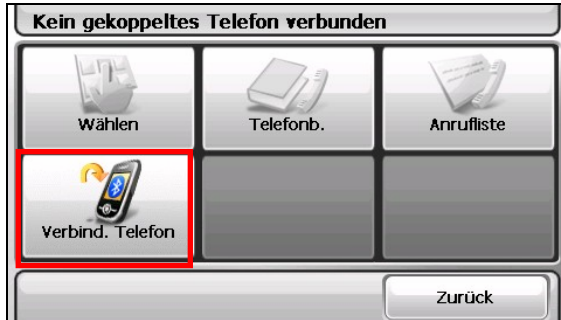 Kein gekoppeltes Telefon verbunden
Wählen
Telefonb.
Anrufliste
Verbind. Telefon
Zurück